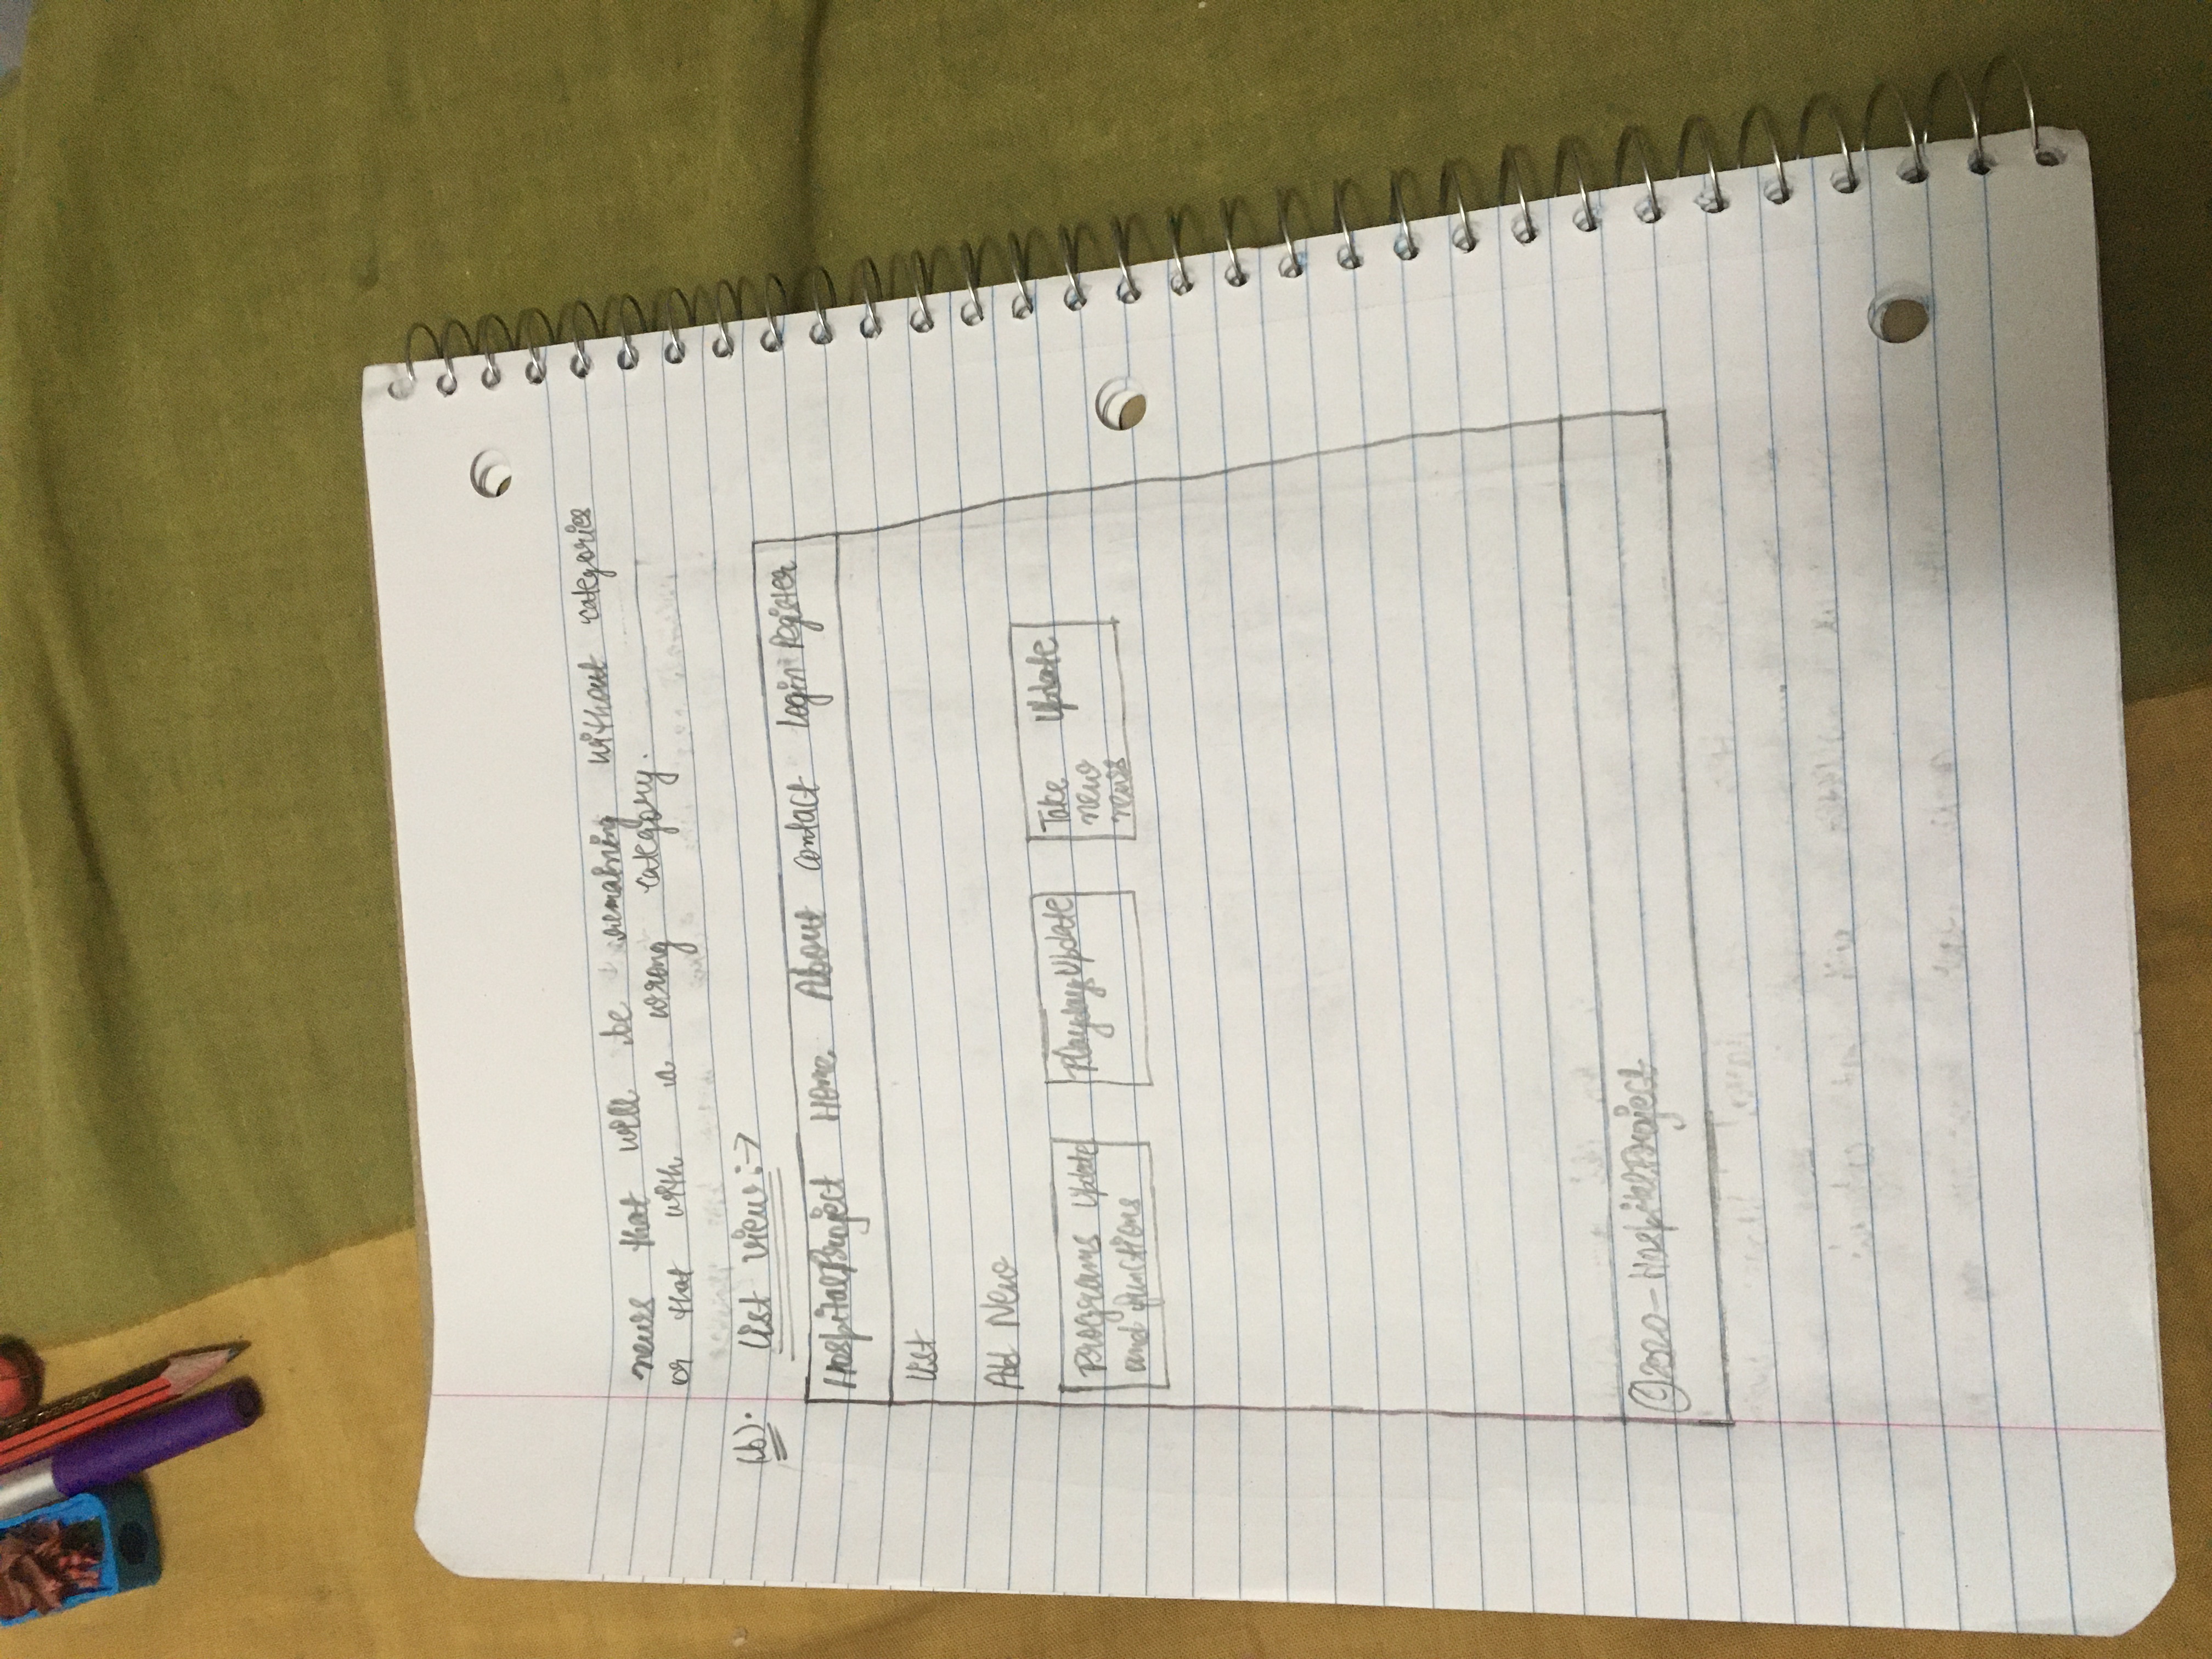 news that will be remaining without categories
or that with a wrong category.
(b). List view:→
HospitalProject Home About Contact Login Register
List
Add New
Programs Update Playdays Update Take Update
and functions new
news
©2020-HospitalProject